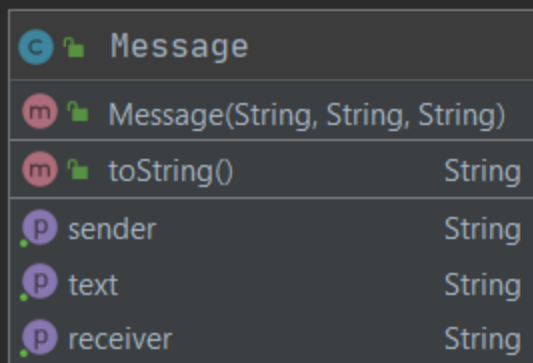 c Message
m Message(String, String, String)
m toString() String
p sender String
p text String
p receiver String